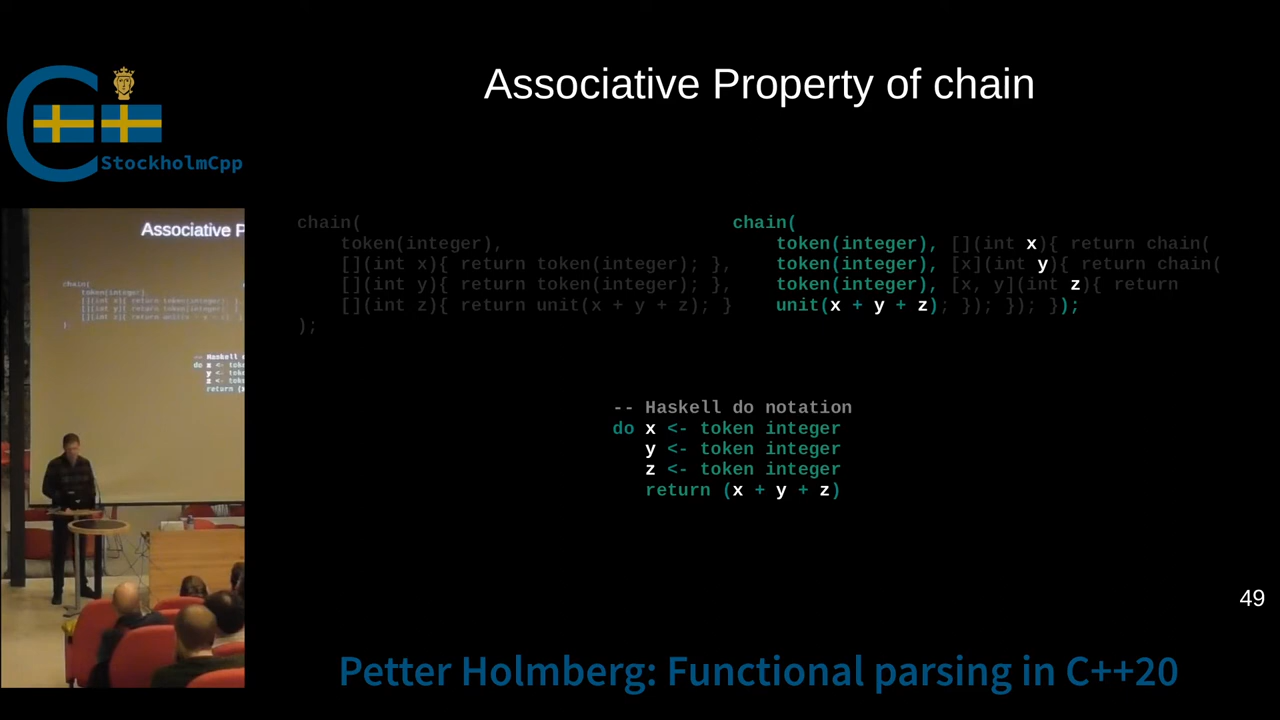 Associative Property of chain
StockholmCpp
Associative P
chain(
    token(integer),
    [](int x){ return token(integer); },
    [](int y){ return token(integer); },
    [](int z){ return unit(x + y + z); }
);
chain(
    token(integer), [](int x){ return chain(
    token(integer), [x](int y){ return chain(
    token(integer), [x, y](int z){ return
    unit(x + y + z); }); }); });
-- Haskell do notation
do x <- token integer
   y <- token integer
   z <- token integer
   return (x + y + z)
49
Petter Holmberg: Functional parsing in C++20